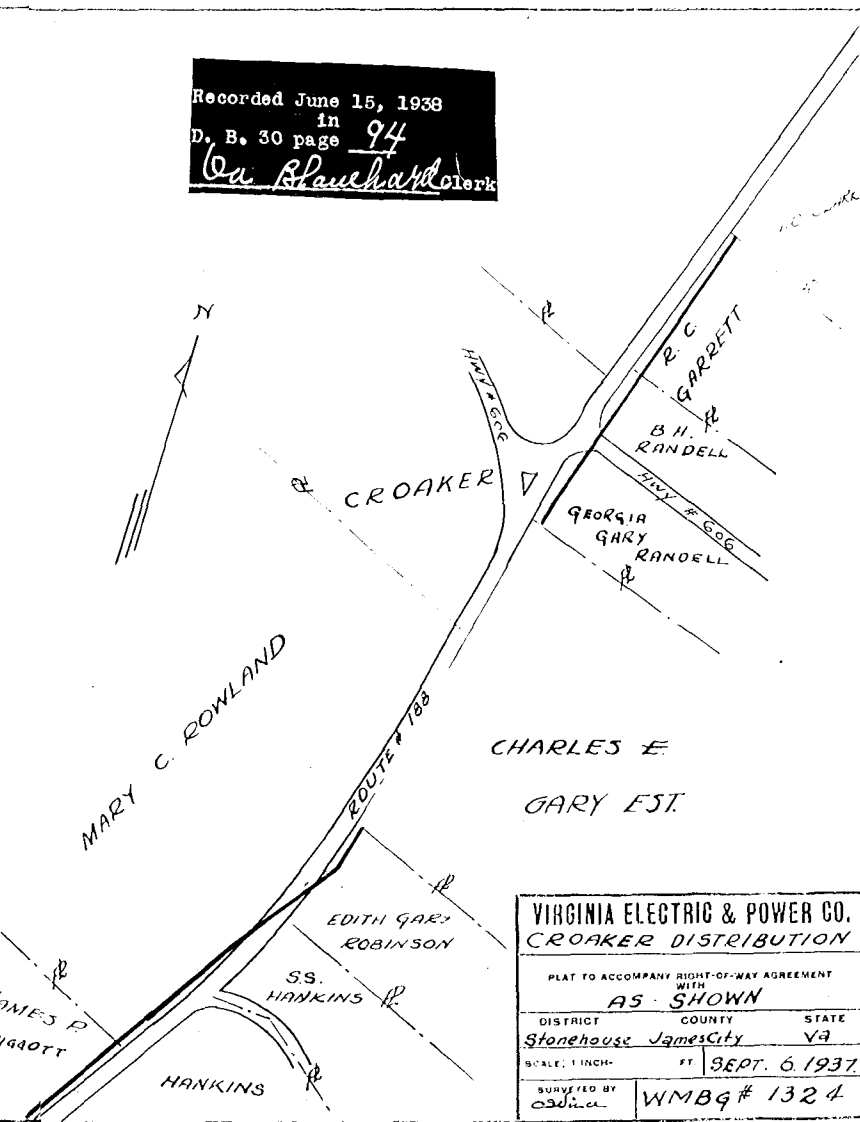 Recorded June 15, 1938
in
D. B. 30 page 94
Blanchard Clerk
N
R. C.
GARRETT
HWY # 606
B H.
RANDELL
CROAKER
HWY # 606
GEORGIA
GARY
RANDELL
MARY C. ROWLAND
ROUTE # 188
CHARLES E.
GARY EST.
EDITH GARY
ROBINSON
S.S.
HANKINS
JAMES P.
HANKINS
VIRGINIA ELECTRIC & POWER CO.
CROAKER DISTRIBUTION
PLAT TO ACCOMPANY RIGHT-OF-WAY AGREEMENT
WITH
AS SHOWN
DISTRICT COUNTY STATE
Stonehouse JamesCity Va
SCALE: 1 INCH- FT SEPT. 6 1937
SURVEYED BY
WMBG # 1324